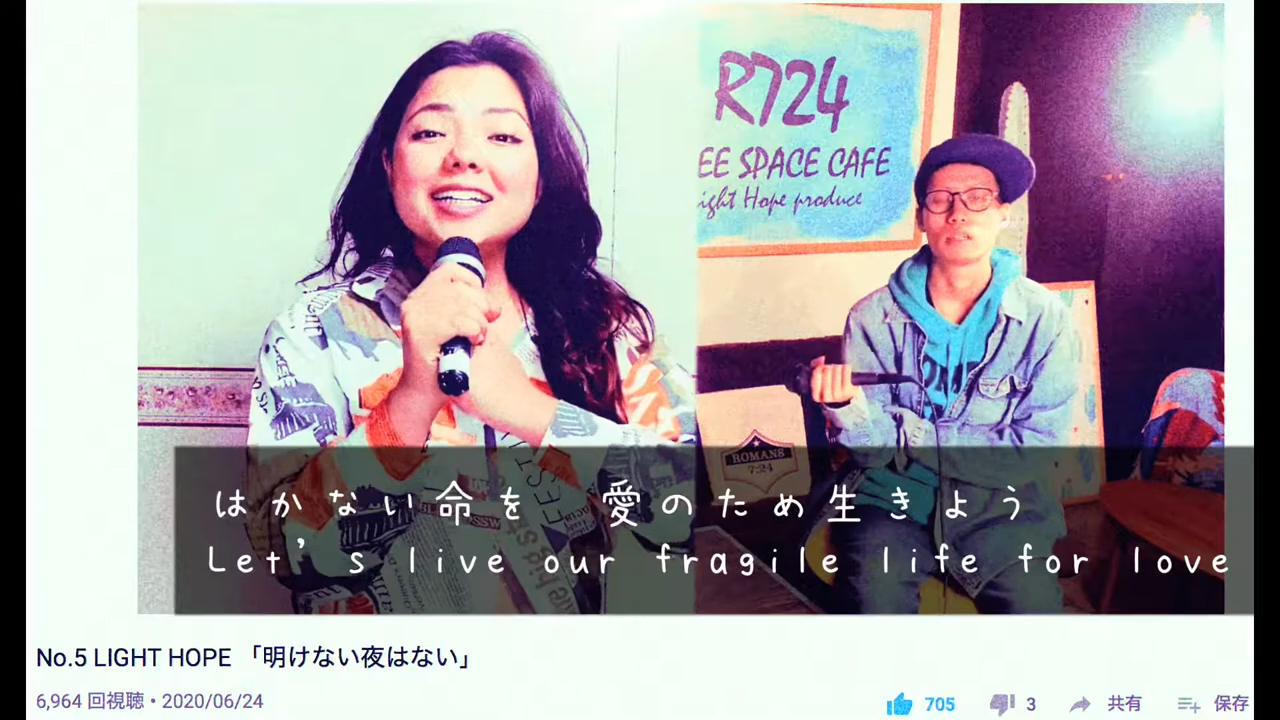 R724
EE SPACE CAFE
ight Hope produce
ROMANS
7:24
はかない命を 愛のため生きよう
Let's live our fragile life for love
No.5 LIGHT HOPE 「明けない夜はない」
6,964 回視聴・2020/06/24
705
3
共有
保存